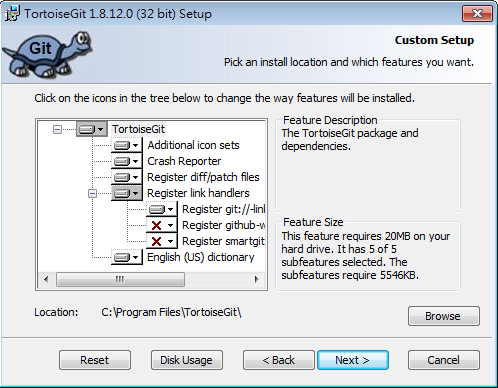 TortoiseGit 1.8.12.0 (32 bit) Setup
Git
Custom Setup
Pick an install location and which features you want.
Click on the icons in the tree below to change the way features will be installed.
TortoiseGit
Additional icon sets
Crash Reporter
Register diff/patch files
Register link handlers
Register git://-link
Register github-w
Register smartgit
English (US) dictionary
Feature Description
The TortoiseGit package and
dependencies.
Feature Size
This feature requires 20MB on your
hard drive. It has 5 of 5
subfeatures selected. The
subfeatures require 5546KB.
Location: C:\Program Files\TortoiseGit\
Browse
Reset Disk Usage < Back Next > Cancel